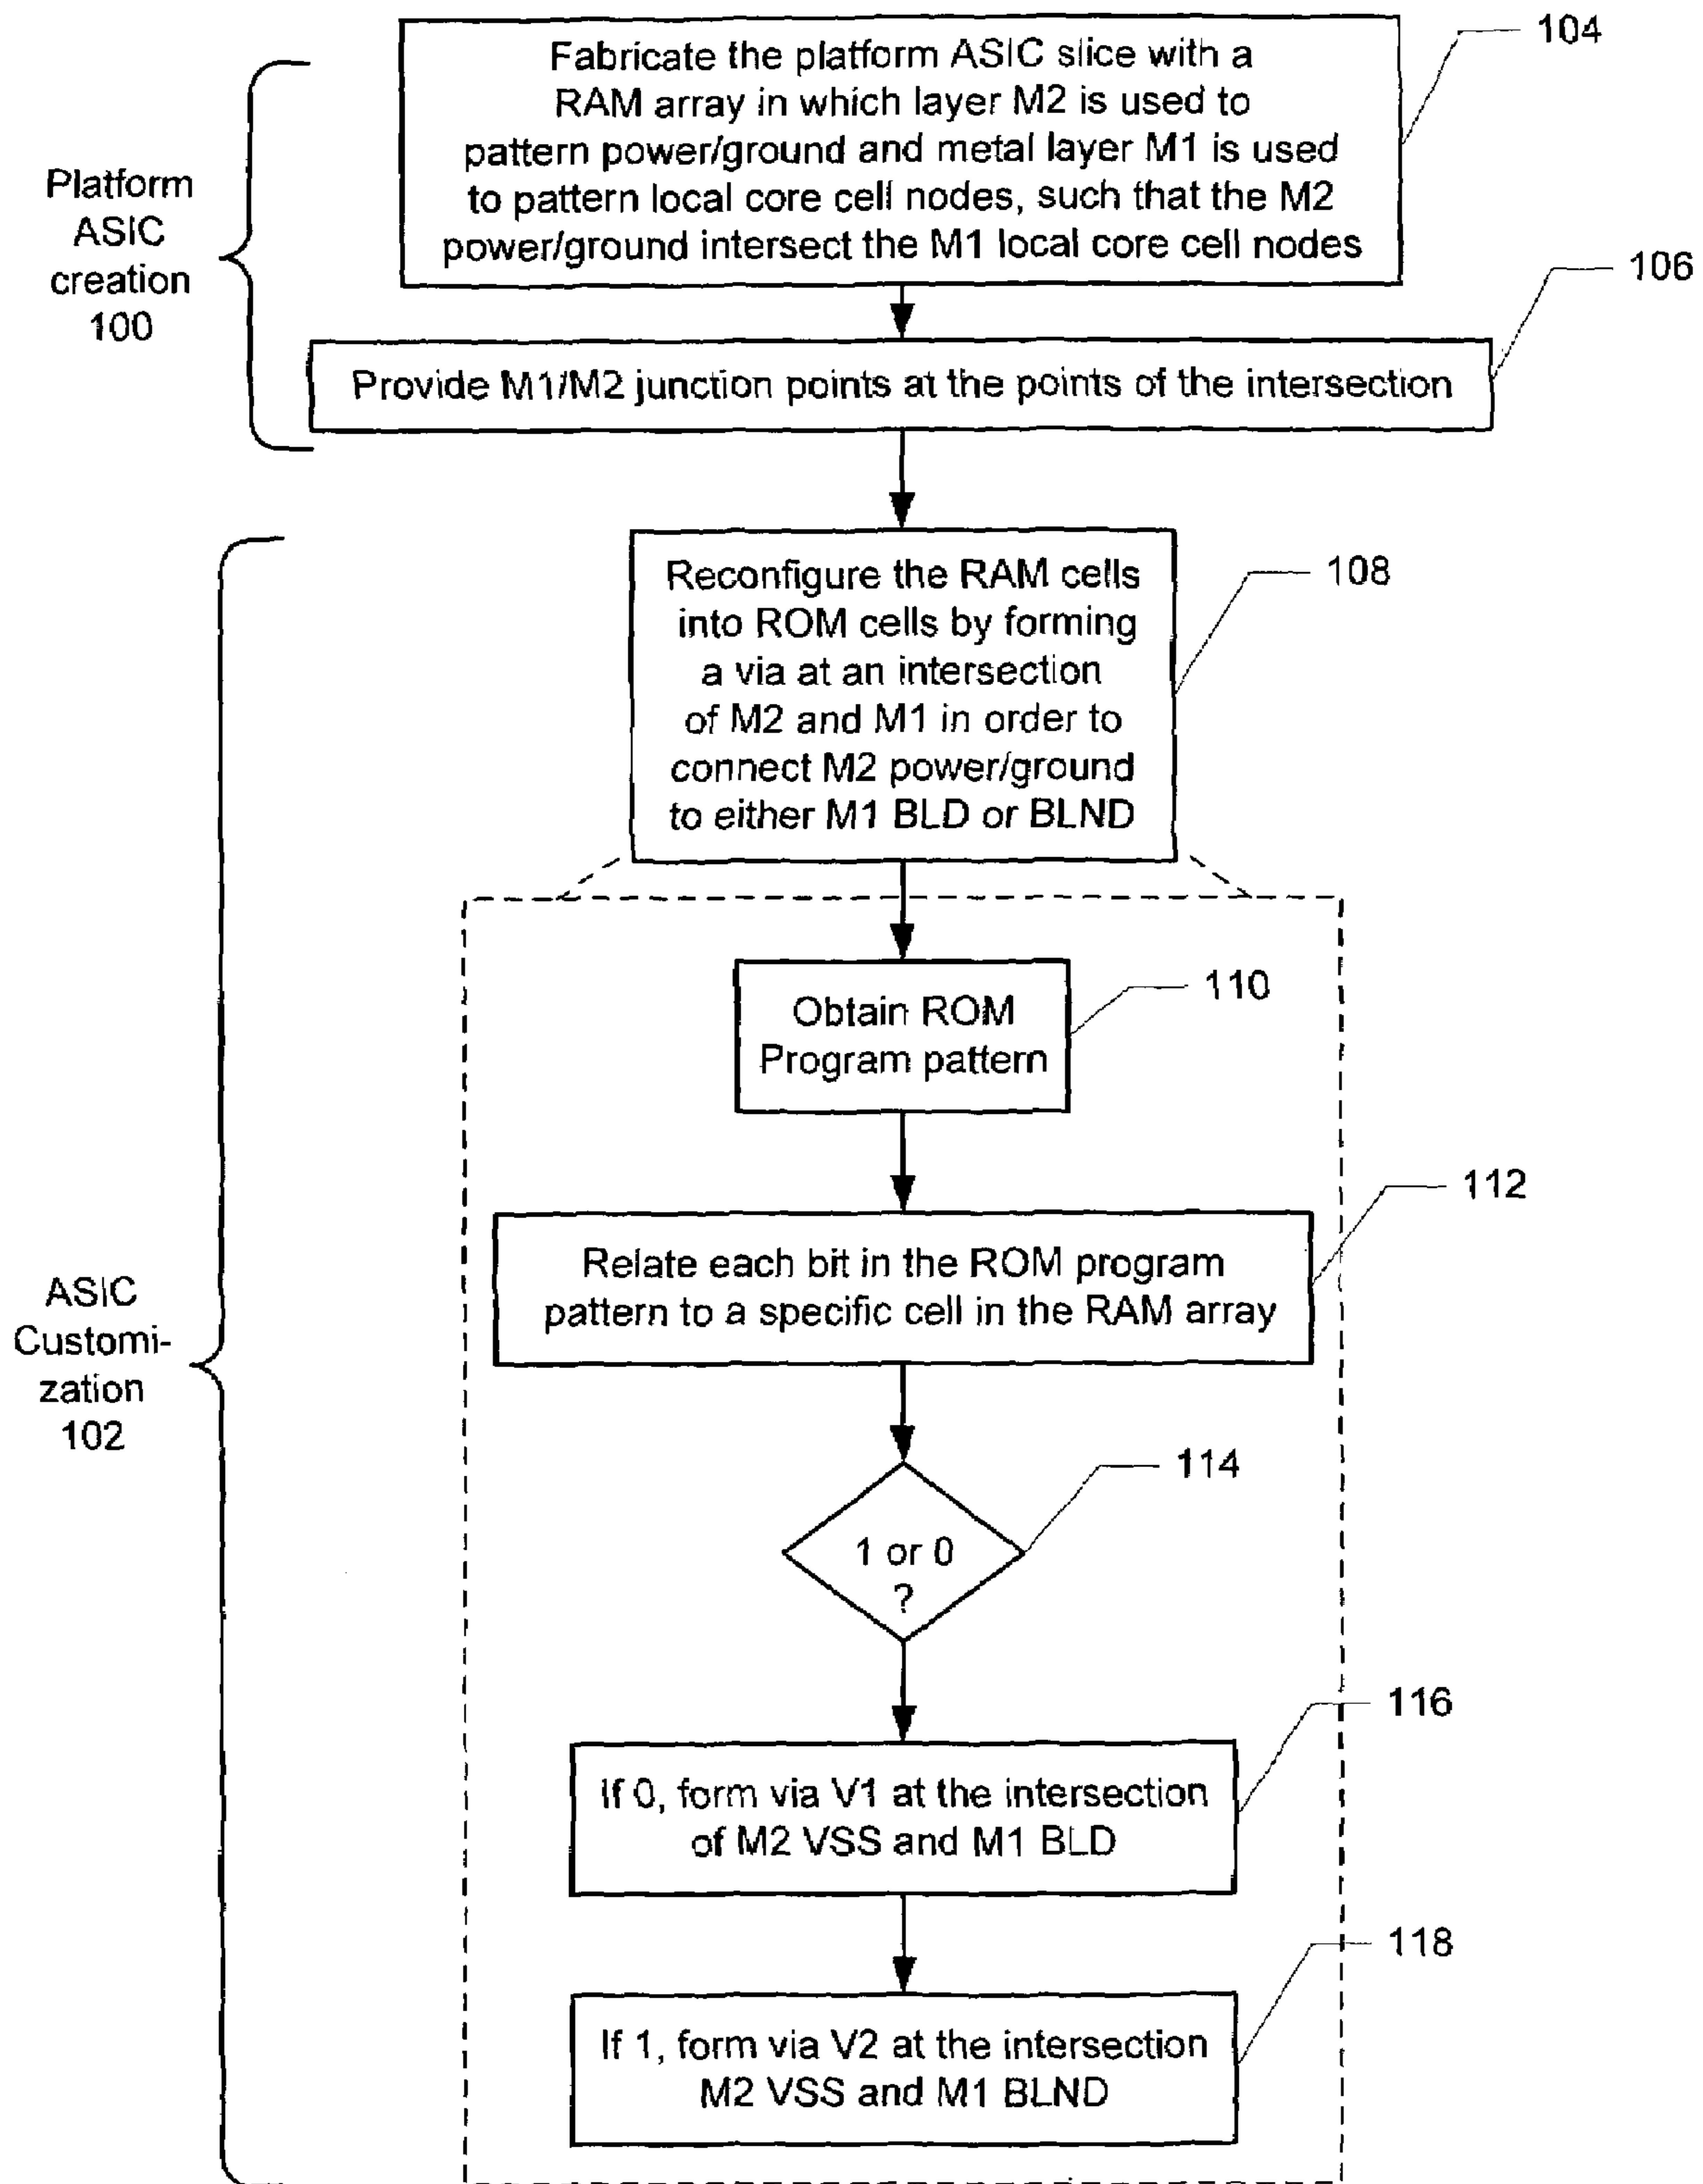 104
Fabricate the platform ASIC slice with a
RAM array in which layer M2 is used to
pattern power/ground and metal layer M1 is used
to pattern local core cell nodes, such that the M2
power/ground intersect the M1 local core cell nodes
Platform
ASIC
creation
100
106
Provide M1/M2 junction points at the points of the intersection
108
Reconfigure the RAM cells
into ROM cells by forming
a via at an intersection
of M2 and M1 in order to
connect M2 power/ground
to either M1 BLD or BLND
110
Obtain ROM
Program pattern
112
Relate each bit in the ROM program
pattern to a specific cell in the RAM array
ASIC
Customi-
zation
102
114
1 or 0
?
116
If 0, form via V1 at the intersection
of M2 VSS and M1 BLD
118
If 1, form via V2 at the intersection
M2 VSS and M1 BLND